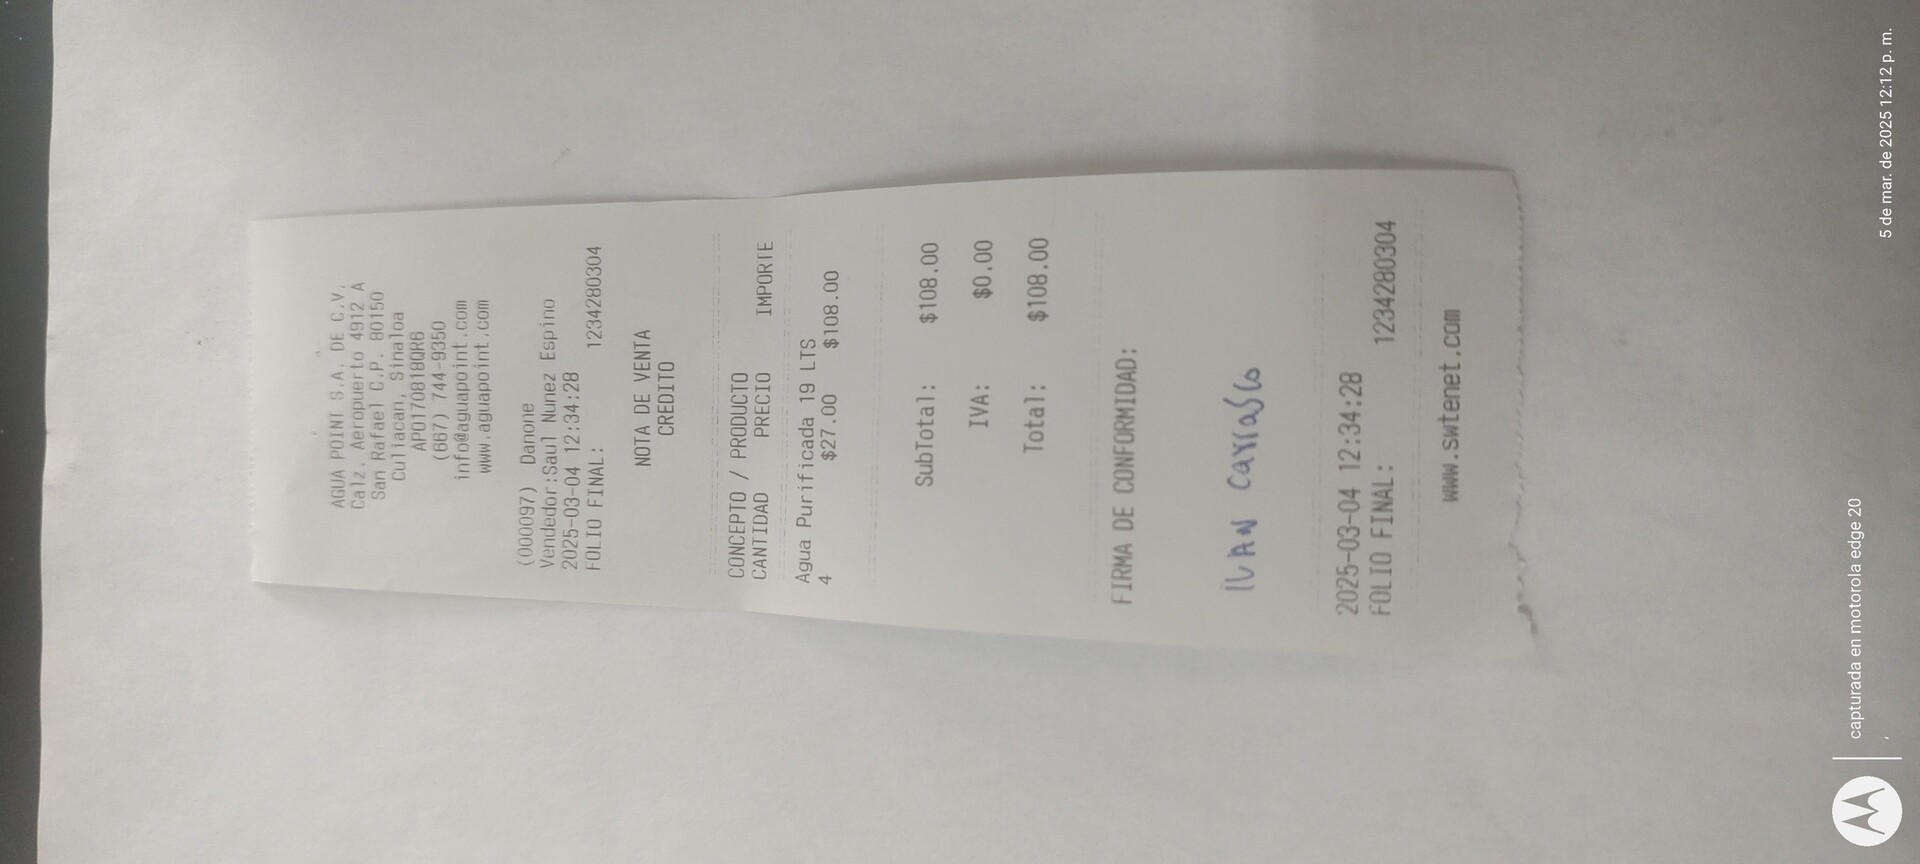 AGUA POINT S.A. DE C.V.
Calz. Aeropuerto 4912 A
San Rafael C.P. 80150
Culiacan, Sinaloa
APO170818QR6
(667) 744-9350
info@aguapoint.com
www.aguapoint.com
(000097) Danone
Vendedor:Saul Nunez Espino
2025-03-04 12:34:28
FOLIO FINAL: 1234280304
NOTA DE VENTA
CREDITO
CONCEPTO / PRODUCTO
CANTIDAD PRECIO IMPORTE
Agua Purificada 19 LTS
4 $27.00 $108.00
SubTotal: $108.00
IVA: $0.00
Total: $108.00
FIRMA DE CONFORMIDAD:
IVAN Carrasco
2025-03-04 12:34:28
FOLIO FINAL: 1234280304
www.swtenet.com
capturada en motorola edge 20
,
5 de mar. de 2025 12:12 p. m.